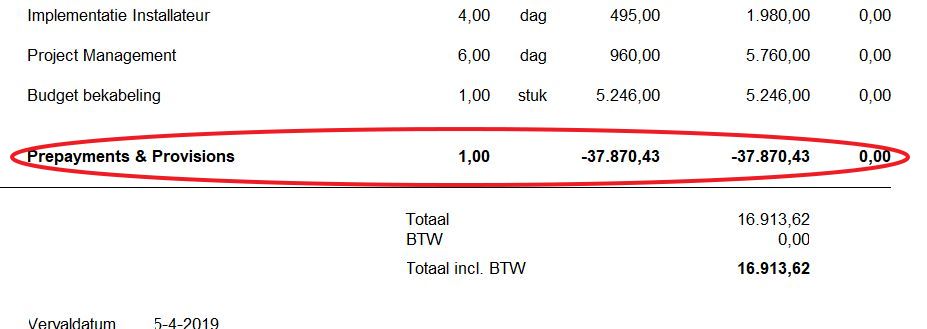 Implementatie Installateur 4,00 dag 495,00 1.980,00 0,00
Project Management 6,00 dag 960,00 5.760,00 0,00
Budget bekabeling 1,00 stuk 5.246,00 5.246,00 0,00
Prepayments & Provisions 1,00 -37.870,43 -37.870,43 0,00
Totaal 16.913,62
BTW 0,00
Totaal incl. BTW 16.913,62
Vervaldatum 5-4-2019